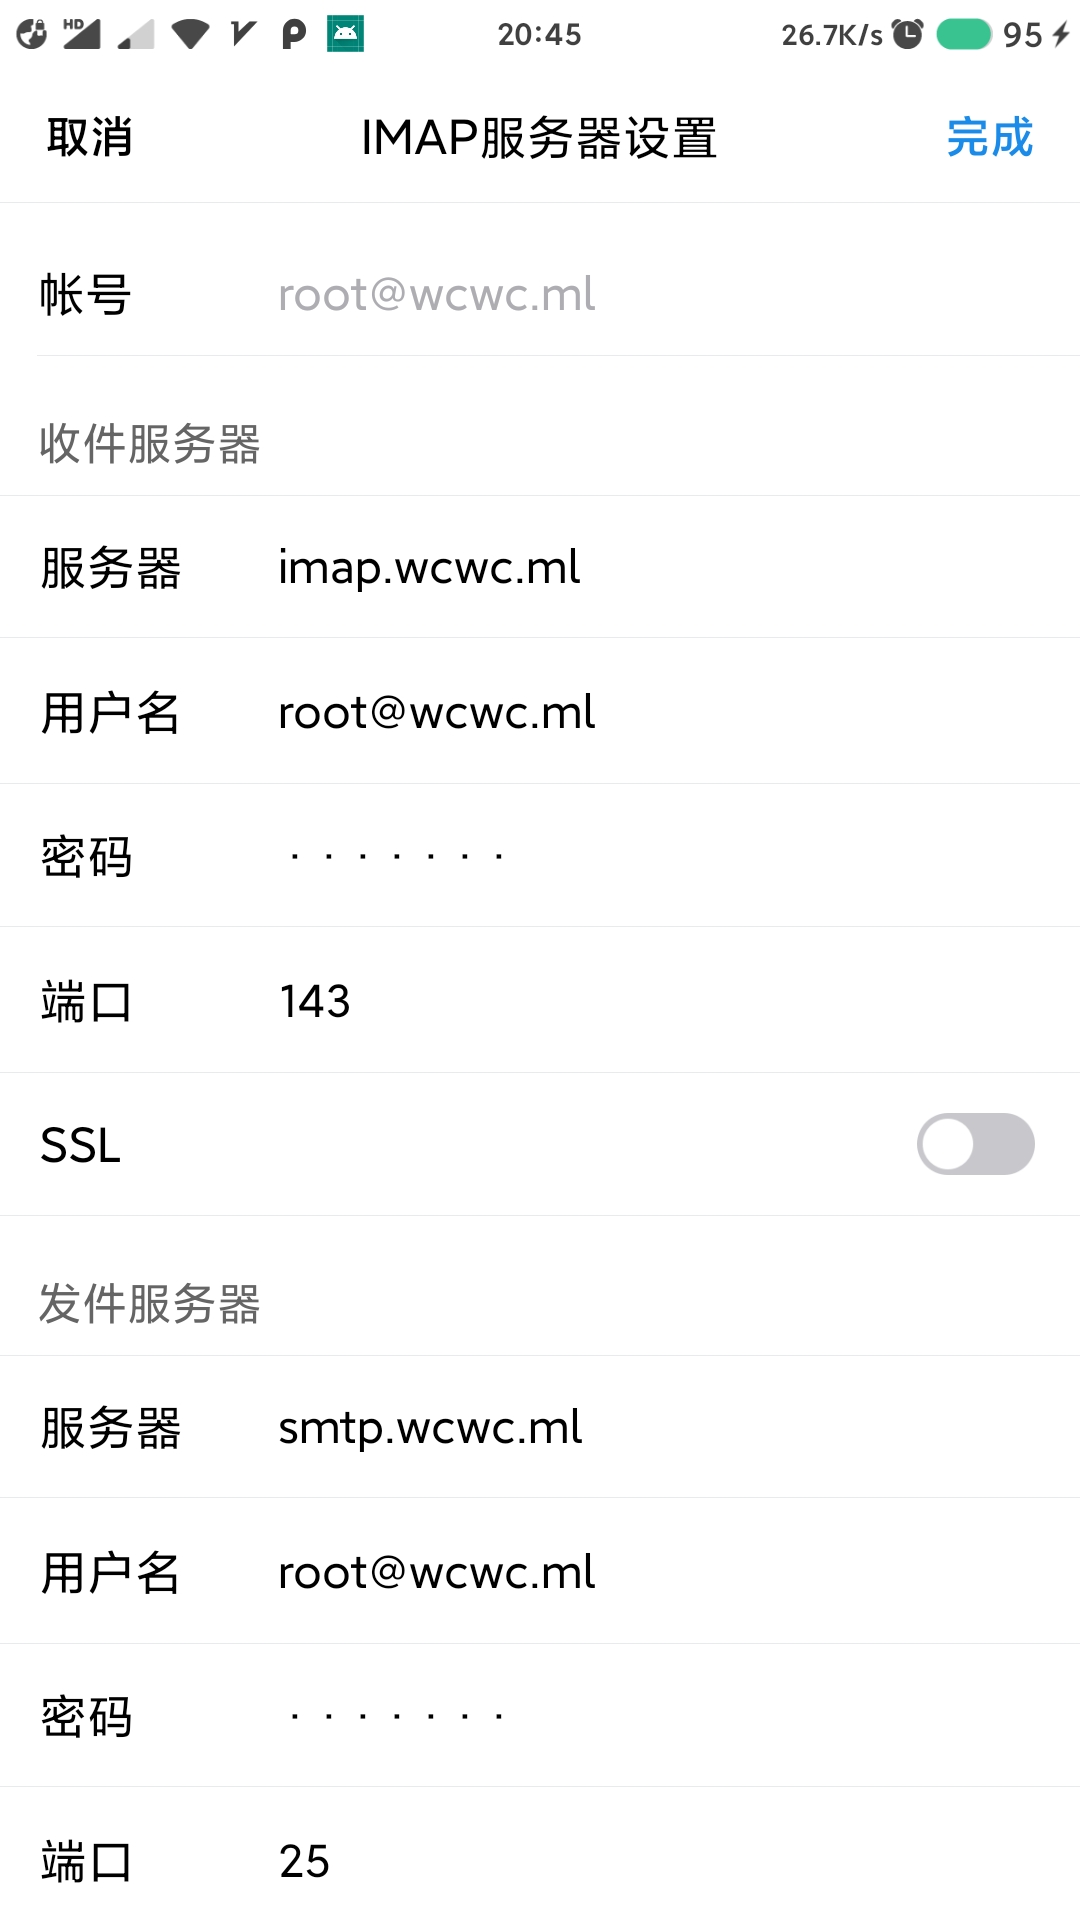 HD 20:45 26.7K/s 95
取消 IMAP服务器设置 完成
帐号 root@wcwc.ml
收件服务器
服务器 imap.wcwc.ml
用户名 root@wcwc.ml
密码 ·······
端口 143
SSL
发件服务器
服务器 smtp.wcwc.ml
用户名 root@wcwc.ml
密码 ·······
端口 25